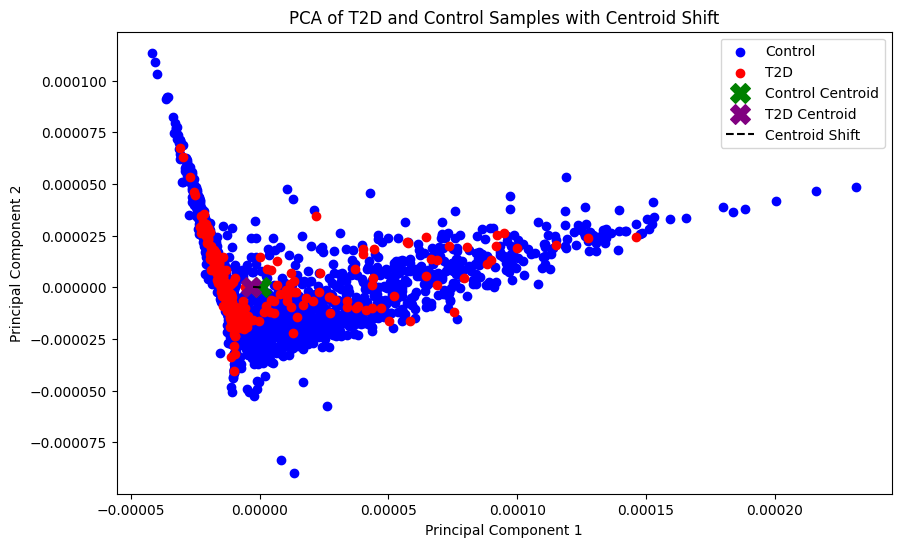 PCA of T2D and Control Samples with Centroid Shift
Control
T2D
Control Centroid
T2D Centroid
Centroid Shift
0.000100
0.000075
0.000050
0.000025
0.000000
−0.000025
−0.000050
−0.000075
Principal Component 2
−0.00005
0.00000
0.00005
0.00010
0.00015
0.00020
Principal Component 1